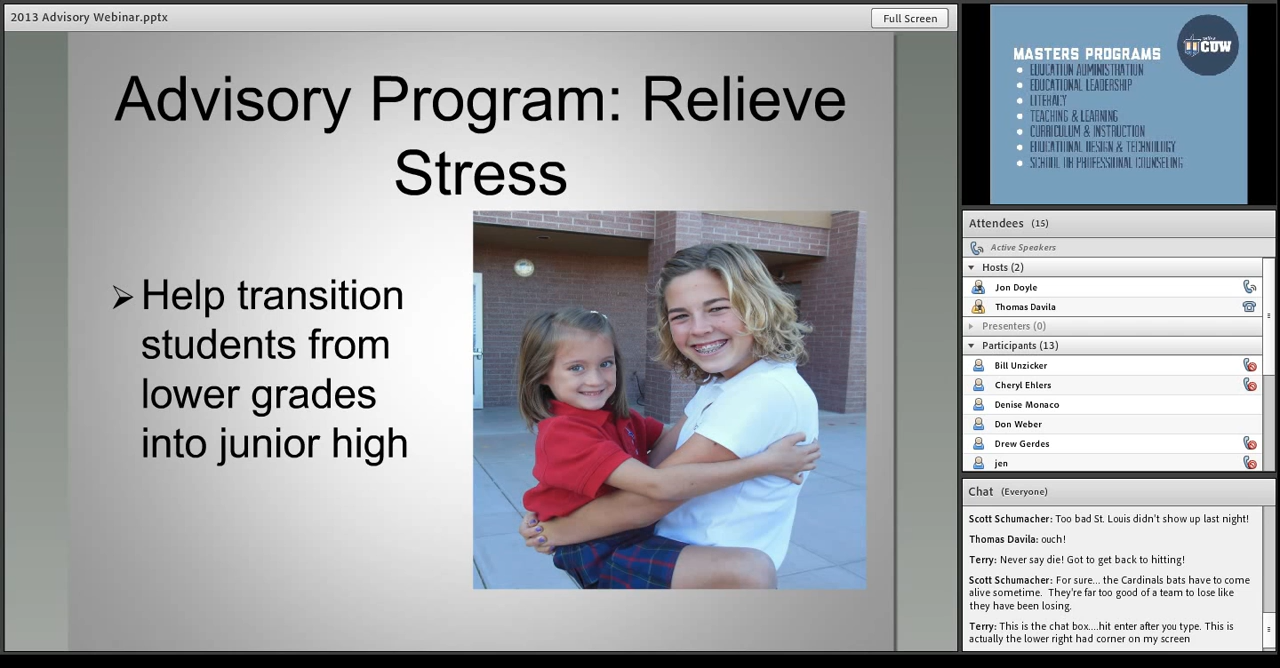 2013 Advisory Webinar.pptx
Full Screen
Advisory Program: Relieve
Stress
➢ Help transition
students from
lower grades
into junior high
CUW
MASTERS PROGRAMS
• EDUCATION ADMINISTRATION
• EDUCATIONAL LEADERSHIP
• LITERACY
• TEACHING & LEARNING
• CURRICULUM & INSTRUCTION
• EDUCATIONAL DESIGN & TECHNOLOGY
• SCHOOL OR PROFESSIONAL COUNSELING
Attendees (15)
Active Speakers
Hosts (2)
Jon Doyle
Thomas Davila
Presenters (0)
Participants (13)
Bill Unzicker
Cheryl Ehlers
Denise Monaco
Don Weber
Drew Gerdes
jen
Chat (Everyone)
Scott Schumacher: Too bad St. Louis didn't show up last night!
Thomas Davila: ouch!
Terry: Never say die! Got to get back to hitting!
Scott Schumacher: For sure... the Cardinals bats have to come
alive sometime. They're far too good of a team to lose like
they have been losing.
Terry: This is the chat box....hit enter after you type. This is
actually the lower right had corner on my screen